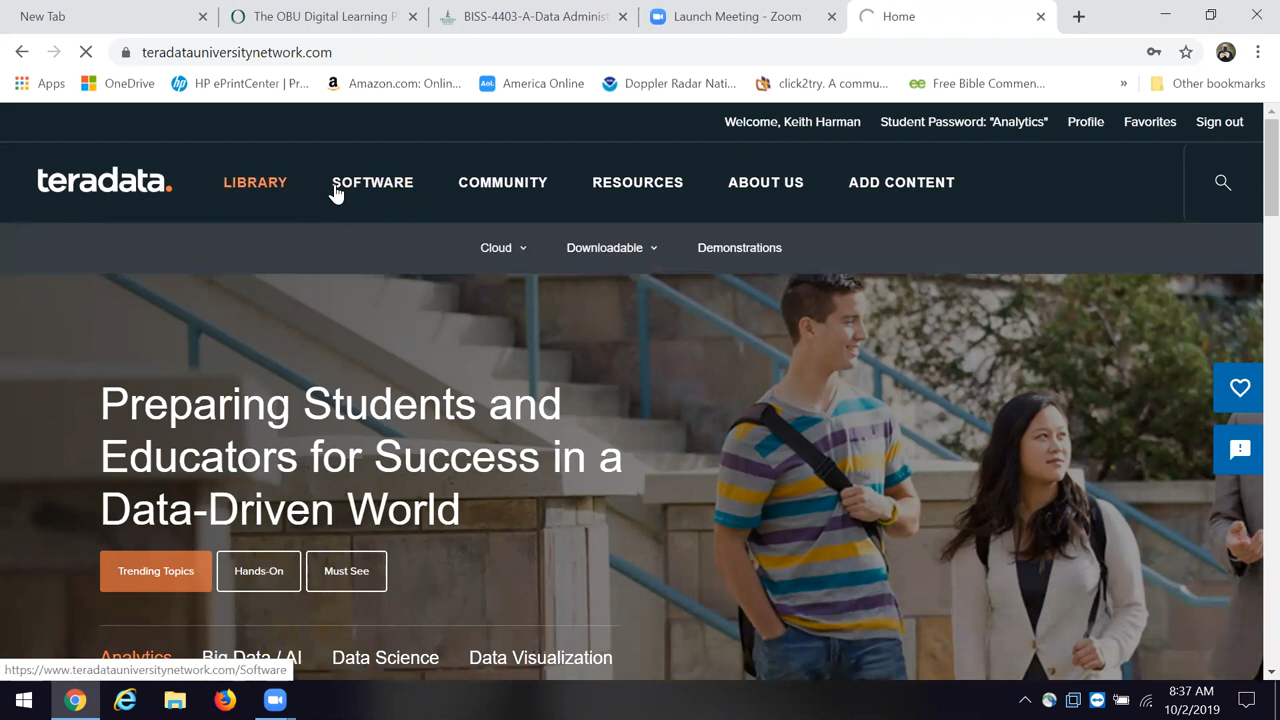 New Tab
The OBU Digital Learning P
BISS-4403-A-Data Administ
Launch Meeting - Zoom
Home
teradatauniversitynetwork.com
Apps
OneDrive
HP ePrintCenter | Pr...
Amazon.com: Onlin...
Aol.
America Online
Doppler Radar Nati...
click2try. A commu...
ee
Free Bible Commen...
»
Other bookmarks
Welcome, Keith Harman
Student Password: "Analytics"
Profile
Favorites
Sign out
teradata.
LIBRARY
SOFTWARE
COMMUNITY
RESOURCES
ABOUT US
ADD CONTENT
Cloud
Downloadable
Demonstrations
Preparing Students and
Educators for Success in a
Data-Driven World
Trending Topics
Hands-On
Must See
Analytics
Big Data / AI
Data Science
Data Visualization
https://www.teradatauniversitynetwork.com/Software
8:37 AM
10/2/2019